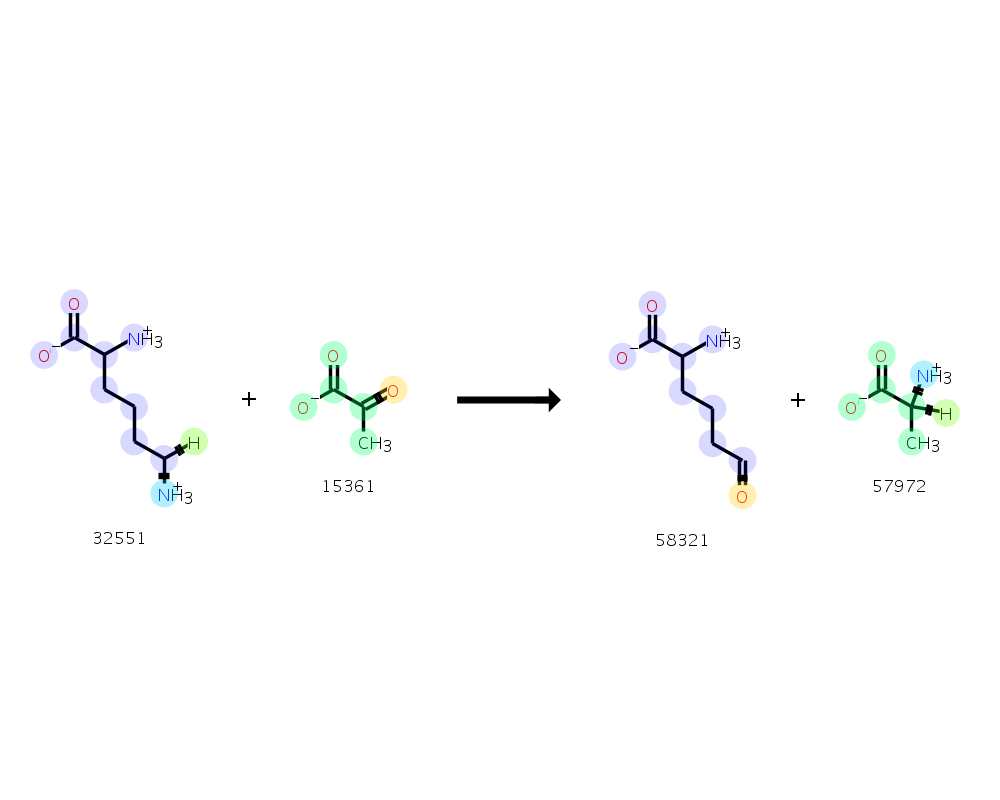 O
O−
NH3+
H
NH3+
32551
+
O
O−
O
CH3
15361
O
O−
NH3+
O
58321
+
O
O−
NH3+
H
CH3
57972